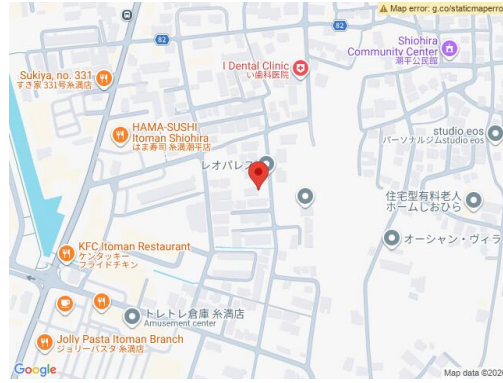 Map error: g.co/staticmaperro
82
82
Shiohira
Community Center
潮平公民館
I Dental Clinic
い歯科医院
Sukiya, no. 331
すき家 331号糸満店
HAMA-SUSHI
Itoman Shiohira
はま寿司 糸満潮平店
studio eos
パーソナルジムstudio eos
レオパレス
住宅型有料老人
ホームしおひら
オーシャン・ヴィラ
KFC Itoman Restaurant
ケンタッキー
フライドチキン
トレトレ倉庫 糸満店
Amusement center
Jolly Pasta Itoman Branch
ジョリーパスタ 糸満店
Google
Map data ©202